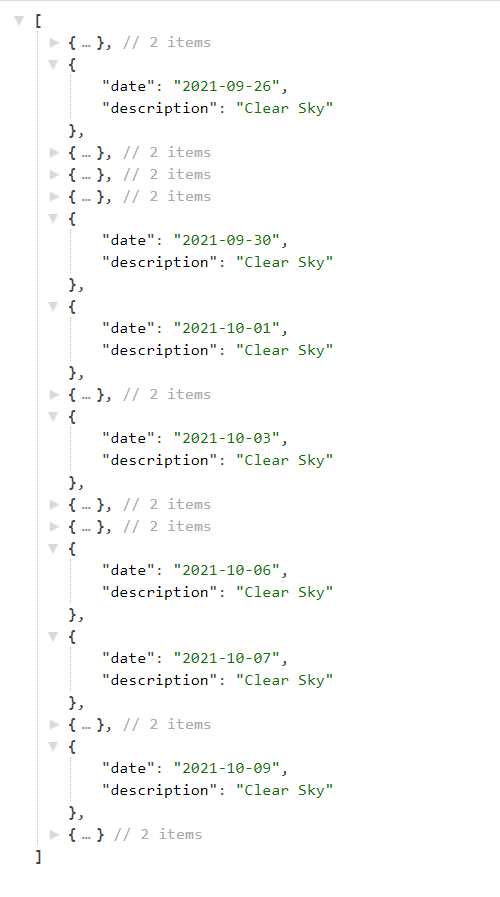 [
{ … }, // 2 items
{
"date": "2021-09-26",
"description": "Clear Sky"
},
{ … }, // 2 items
{ … }, // 2 items
{ … }, // 2 items
{
"date": "2021-09-30",
"description": "Clear Sky"
},
{
"date": "2021-10-01",
"description": "Clear Sky"
},
{ … }, // 2 items
{
"date": "2021-10-03",
"description": "Clear Sky"
},
{ … }, // 2 items
{ … }, // 2 items
{
"date": "2021-10-06",
"description": "Clear Sky"
},
{
"date": "2021-10-07",
"description": "Clear Sky"
},
{ … }, // 2 items
{
"date": "2021-10-09",
"description": "Clear Sky"
},
{ … } // 2 items
]